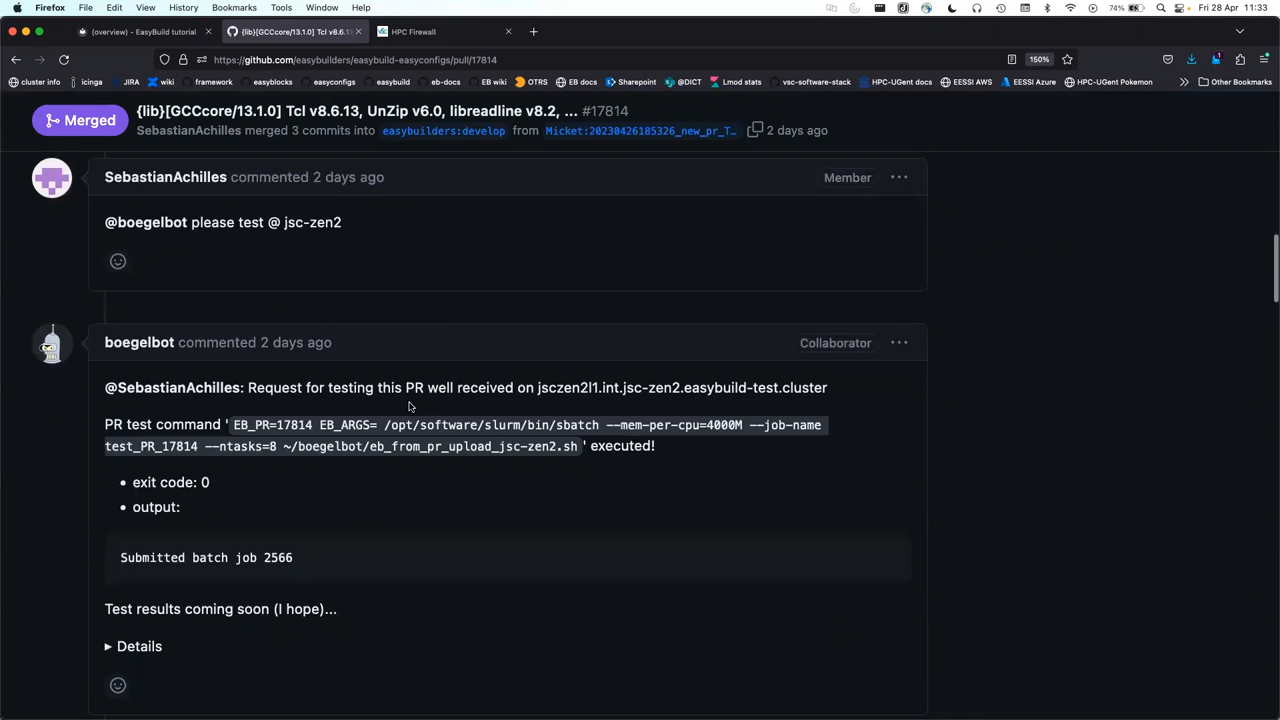 Firefox File Edit View History Bookmarks Tools Window Help 74% Fri 28 Apr 11:33
(overview) - EasyBuild tutorial {lib}[GCCcore/13.1.0] Tcl v8.6.13 HPC Firewall
https://github.com/easybuilders/easybuild-easyconfigs/pull/17814 150%
cluster info icinga JIRA wiki framework easyblocks easyconfigs easybuild eb-docs EB wiki OTRS EB docs Sharepoint @DICT Lmod stats vsc-software-stack HPC-UGent docs EESSI AWS EESSI Azure HPC-UGent Pokemon Other Bookmarks
Merged
{lib}[GCCcore/13.1.0] Tcl v8.6.13, UnZip v6.0, libreadline v8.2, ... #17814
SebastianAchilles merged 3 commits into easybuilders:develop from Micket:20230426185326_new_pr_T… 2 days ago
SebastianAchilles commented 2 days ago Member
@boegelbot please test @ jsc-zen2
boegelbot commented 2 days ago Collaborator
@SebastianAchilles: Request for testing this PR well received on jsczen2l1.int.jsc-zen2.easybuild-test.cluster
PR test command ' EB_PR=17814 EB_ARGS= /opt/software/slurm/bin/sbatch --mem-per-cpu=4000M --job-name
test_PR_17814 --ntasks=8 ~/boegelbot/eb_from_pr_upload_jsc-zen2.sh ' executed!
• exit code: 0
• output:
Submitted batch job 2566
Test results coming soon (I hope)...
Details